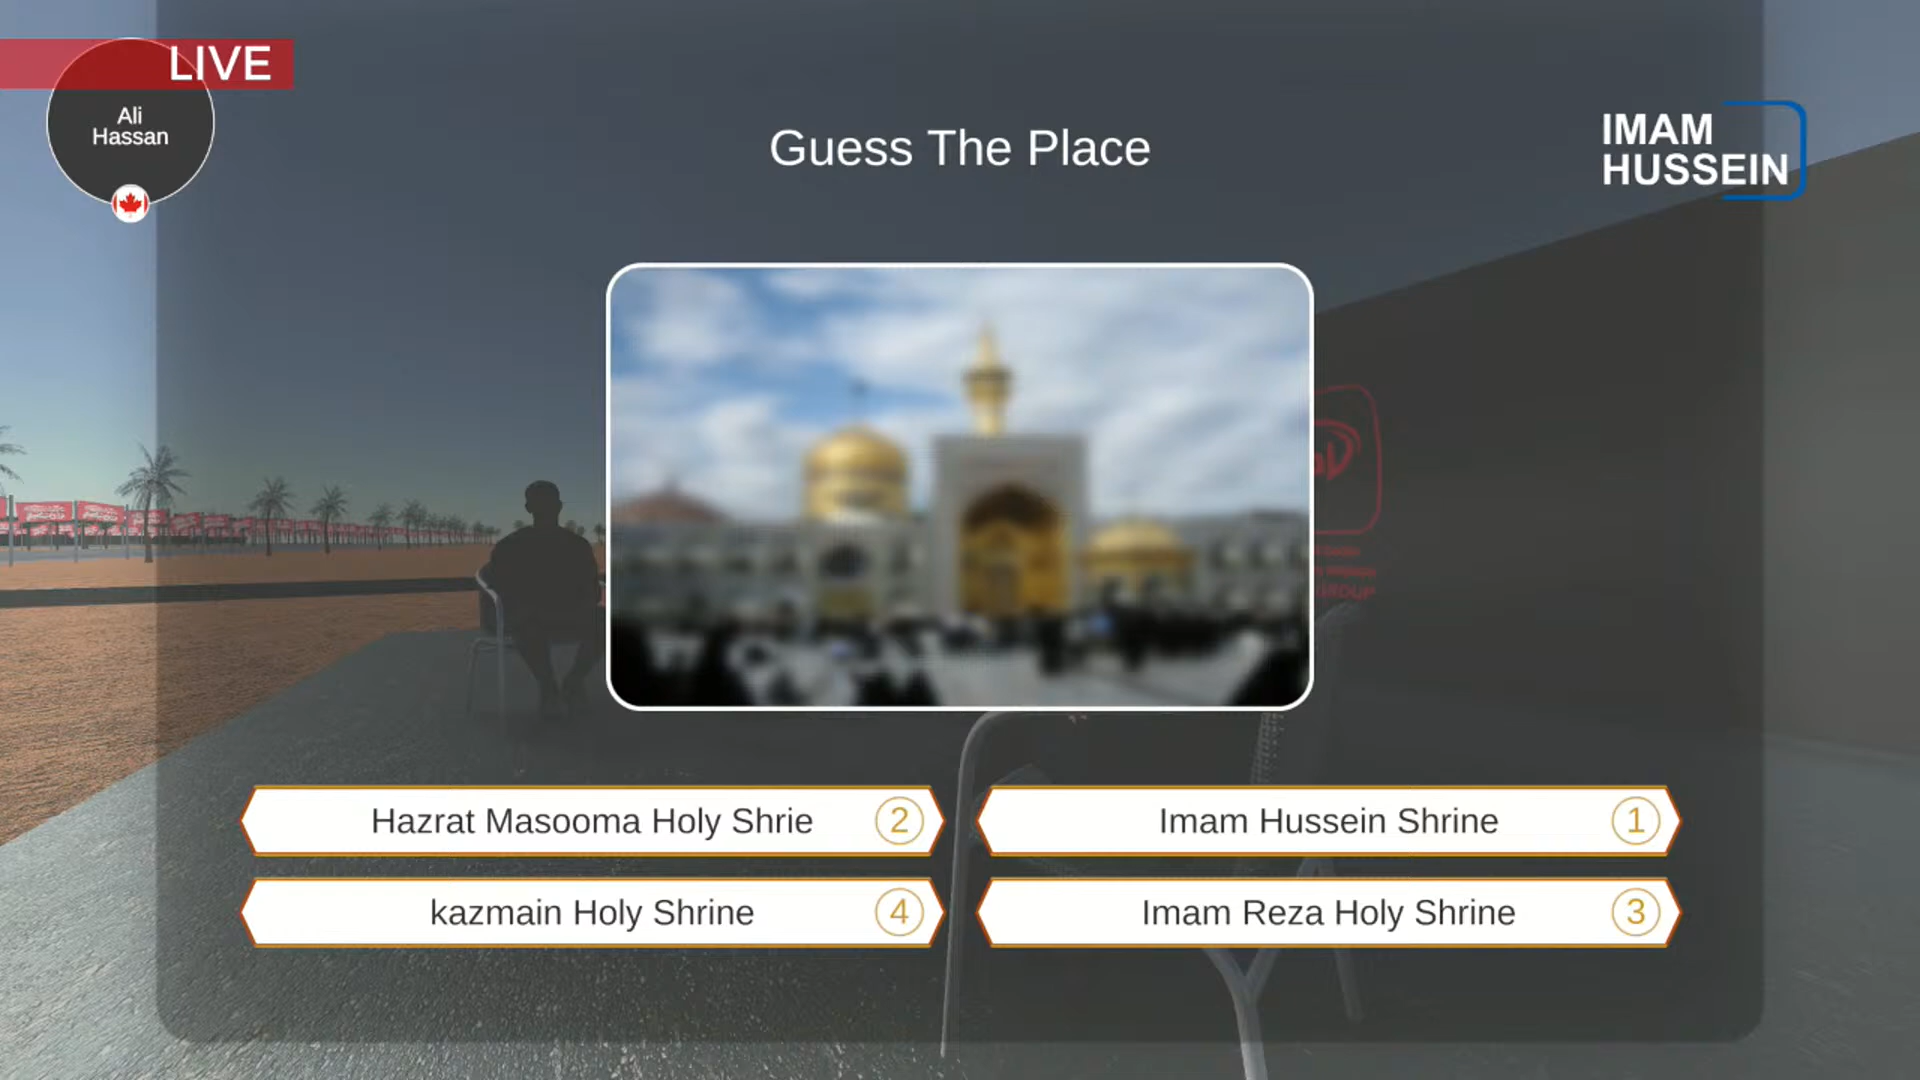 LIVE
Ali
Hassan
Guess The Place
IMAM
HUSSEIN
Hazrat Masooma Holy Shrie 2
Imam Hussein Shrine 1
kazmain Holy Shrine 4
Imam Reza Holy Shrine 3
GROUP